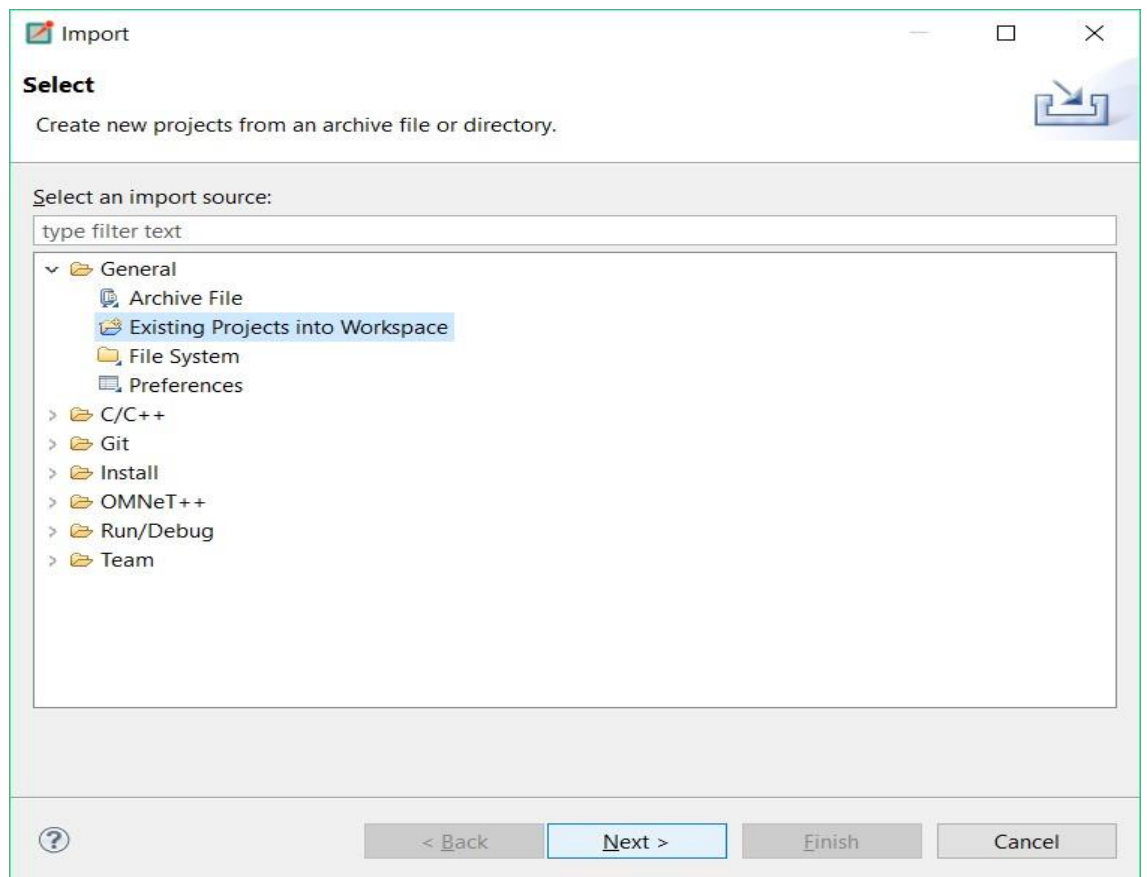 Import
Select
Create new projects from an archive file or directory.
Select an import source:
type filter text
General
Archive File
Existing Projects into Workspace
File System
Preferences
C/C++
Git
Install
OMNeT++
Run/Debug
Team
? < Back Next > Finish Cancel